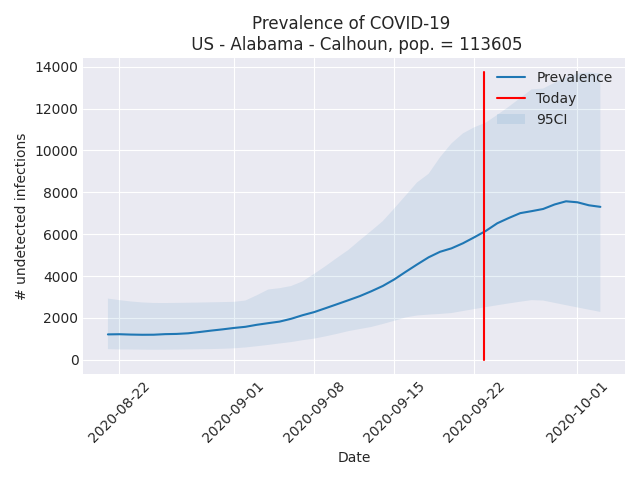 Prevalence of COVID-19
US - Alabama - Calhoun, pop. = 113605
14000
12000
10000
8000
6000
4000
2000
0
# undetected infections
Prevalence
Today
95CI
2020-08-22
2020-09-01
2020-09-08
2020-09-15
2020-09-22
2020-10-01
Date